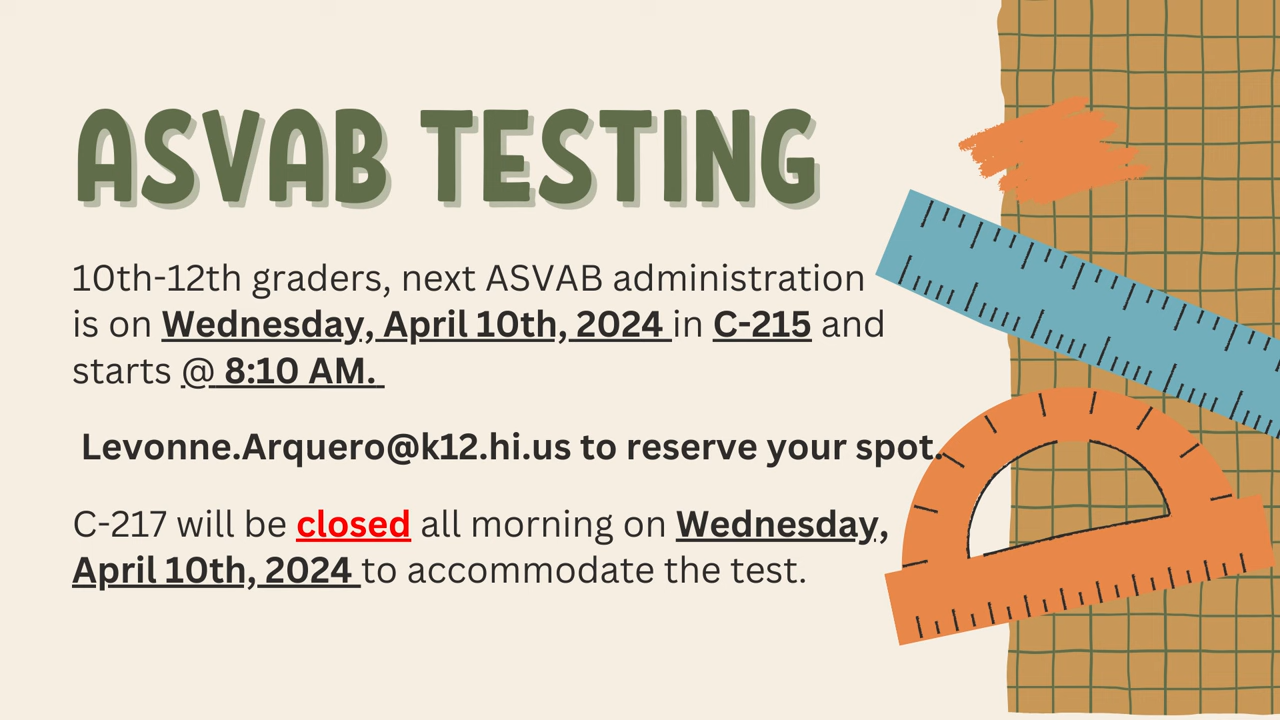 ASVAB TESTING
10th-12th graders, next ASVAB administration
is on Wednesday, April 10th, 2024 in C-215 and
starts @ 8:10 AM.
Levonne.Arquero@k12.hi.us to reserve your spot.
C-217 will be closed all morning on Wednesday,
April 10th, 2024 to accommodate the test.